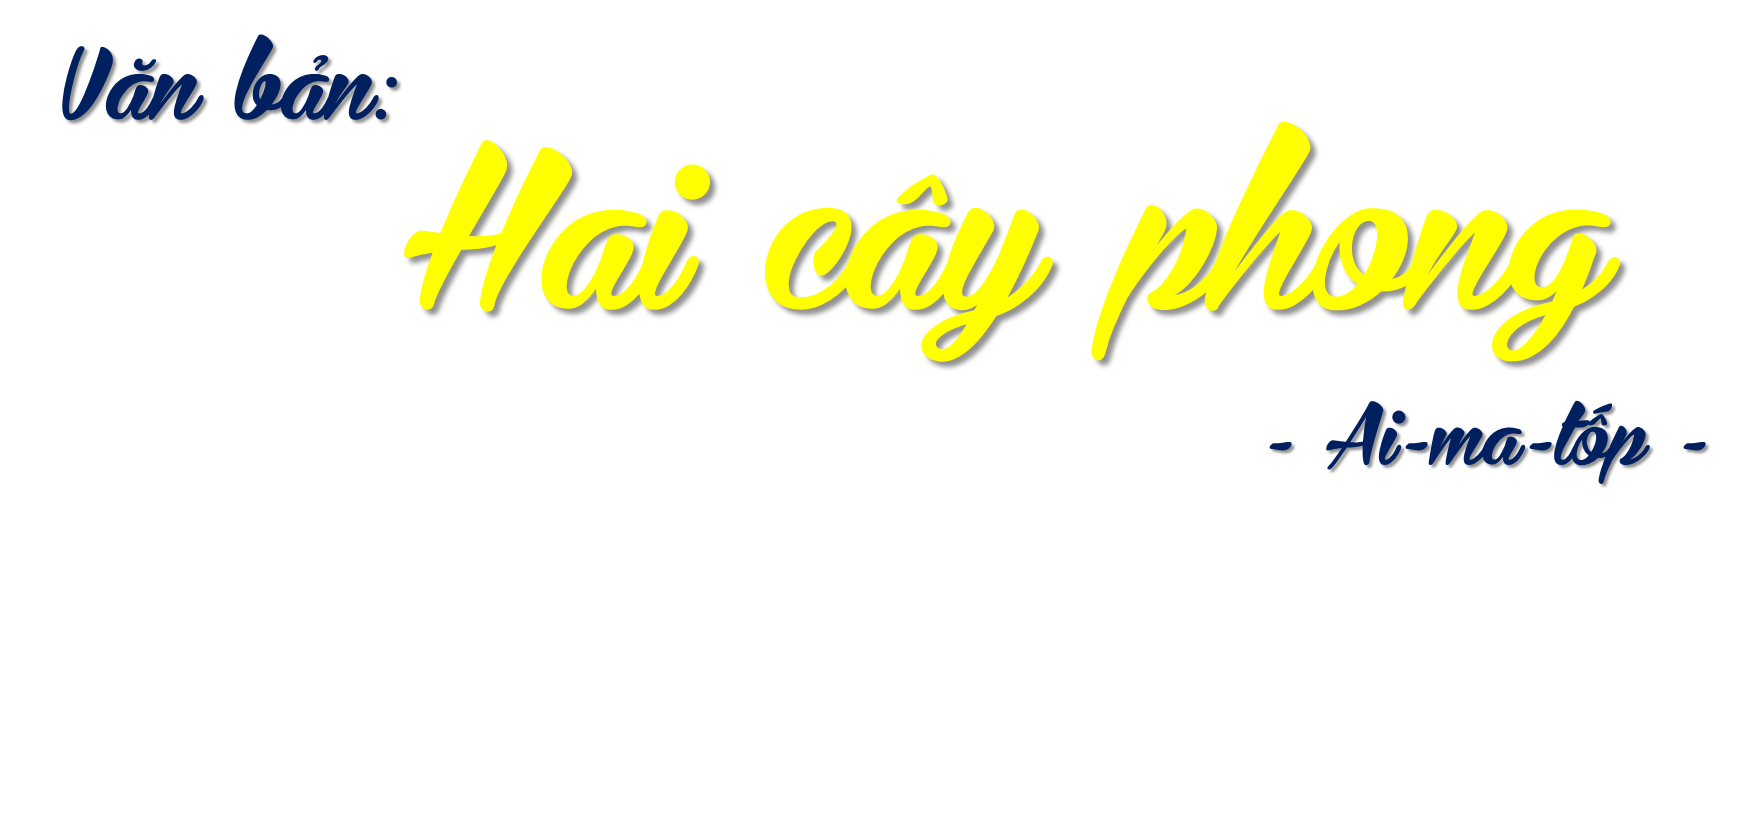 Văn bản:
Hai cây phong
- Ai-ma-tốp -